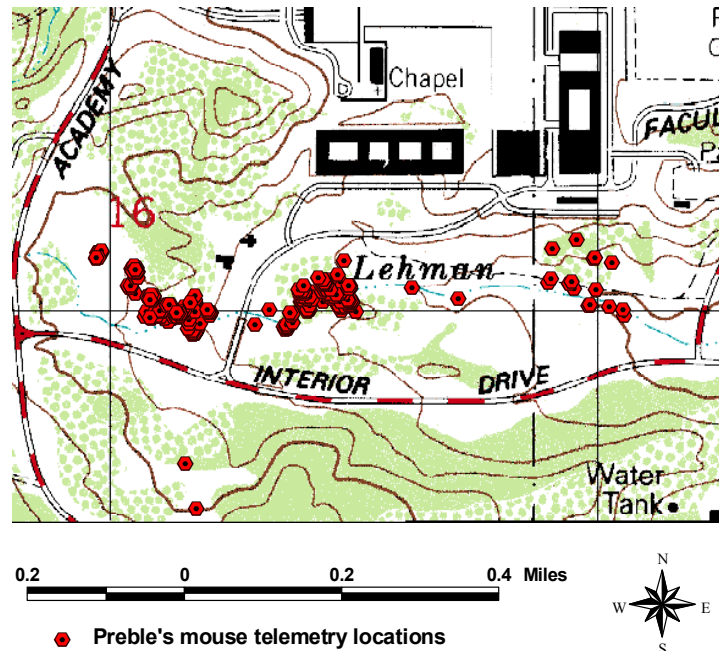 Chapel
ACADEMY
FACUL
16
Lehman
INTERIOR DRIVE
Water
Tank
0.2 0 0.2 0.4 Miles
N
W E
S
Preble's mouse telemetry locations